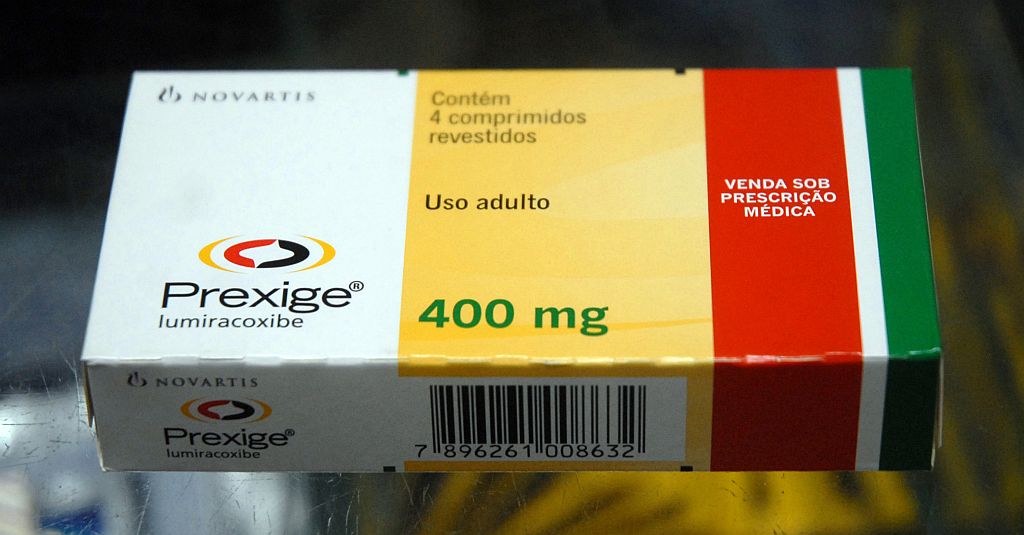 NOVARTIS
Prexige®
lumiracoxibe
Contém
4 comprimidos
revestidos
Uso adulto
400 mg
VENDA SOB
PRESCRIÇÃO
MÉDICA
NOVARTIS
Prexige®
lumiracoxibe
7 896261 008632